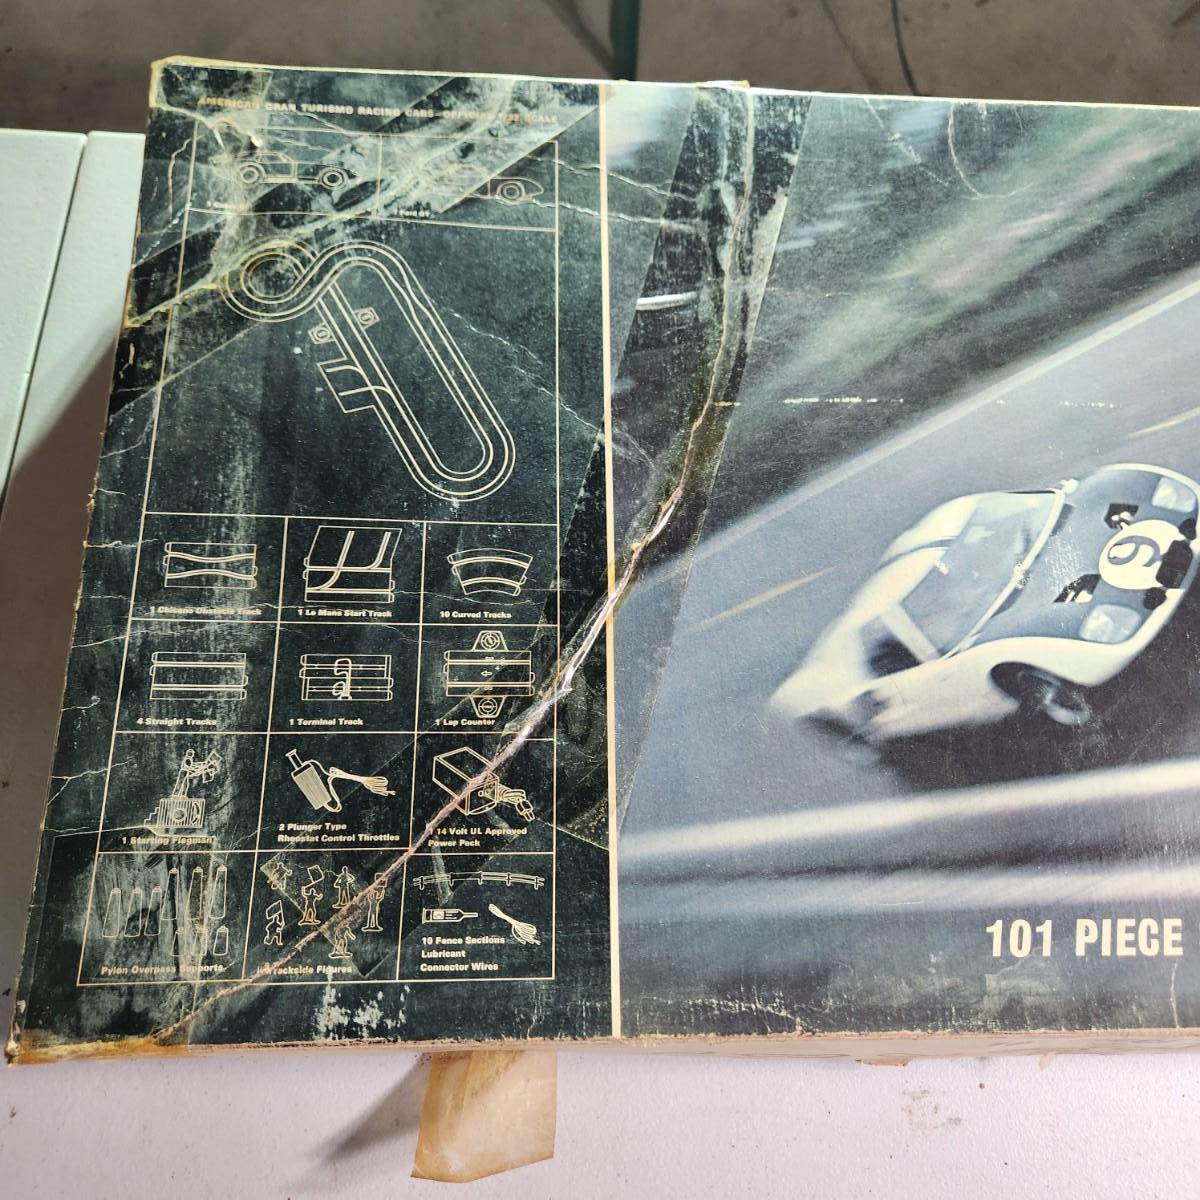 AMERICAN GRAN TURISMO RACING CARS-OFFICIAL 1/32 SCALE
Ford GT
1 Chicane Obstacle Track
1 Le Mans Start Track
10 Curved Tracks
4 Straight Tracks
1 Terminal Track
1 Lap Counter
1 Starting Flagman
2 Plunger Type
Rheostat Control Throttles
1 14 Volt UL Approved
Power Pack
Pylon Overpass Supports
Trackside Figures
10 Fence Sections
Lubricant
Connector Wires
6
101 PIECE